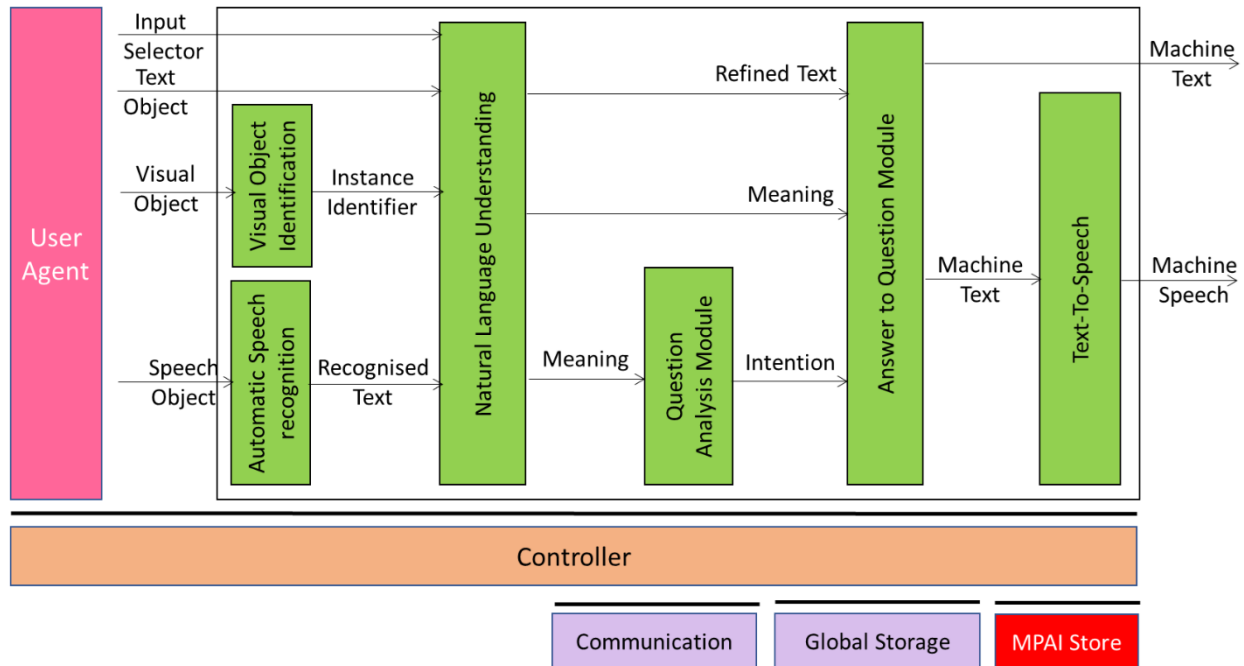 User
Agent
Input
Selector
Text
Object
Visual
Object
Speech
Object
Visual Object
Identification
Automatic Speech
recognition
Instance
Identifier
Recognised
Text
Natural Language Understanding
Refined Text
Meaning
Meaning
Question
Analysis Module
Intention
Answer to Question Module
Machine
Text
Text-To-Speech
Machine
Text
Machine
Speech
Controller
Communication
Global Storage
MPAI Store